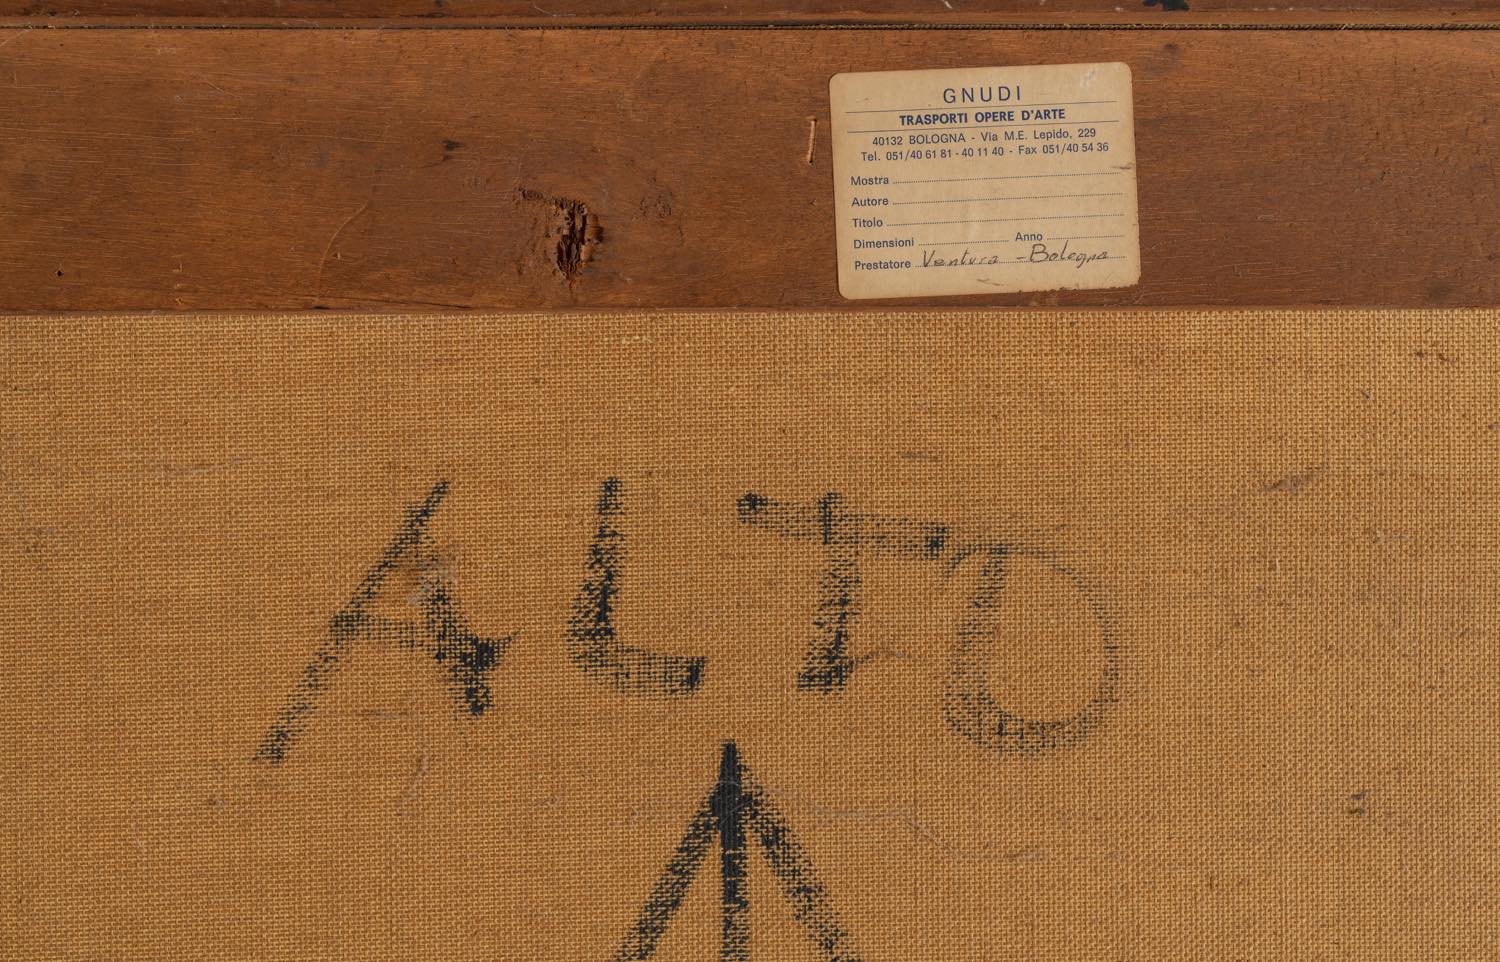 GNUDI
TRASPORTI OPERE D'ARTE
40132 BOLOGNA - Via M.E. Lepido, 229
Tel. 051/40 61 81 - 40 11 40 - Fax 051/40 54 36
Mostra
Autore
Titolo
Dimensioni Anno
Prestatore Ventura - Bologna
ALTO